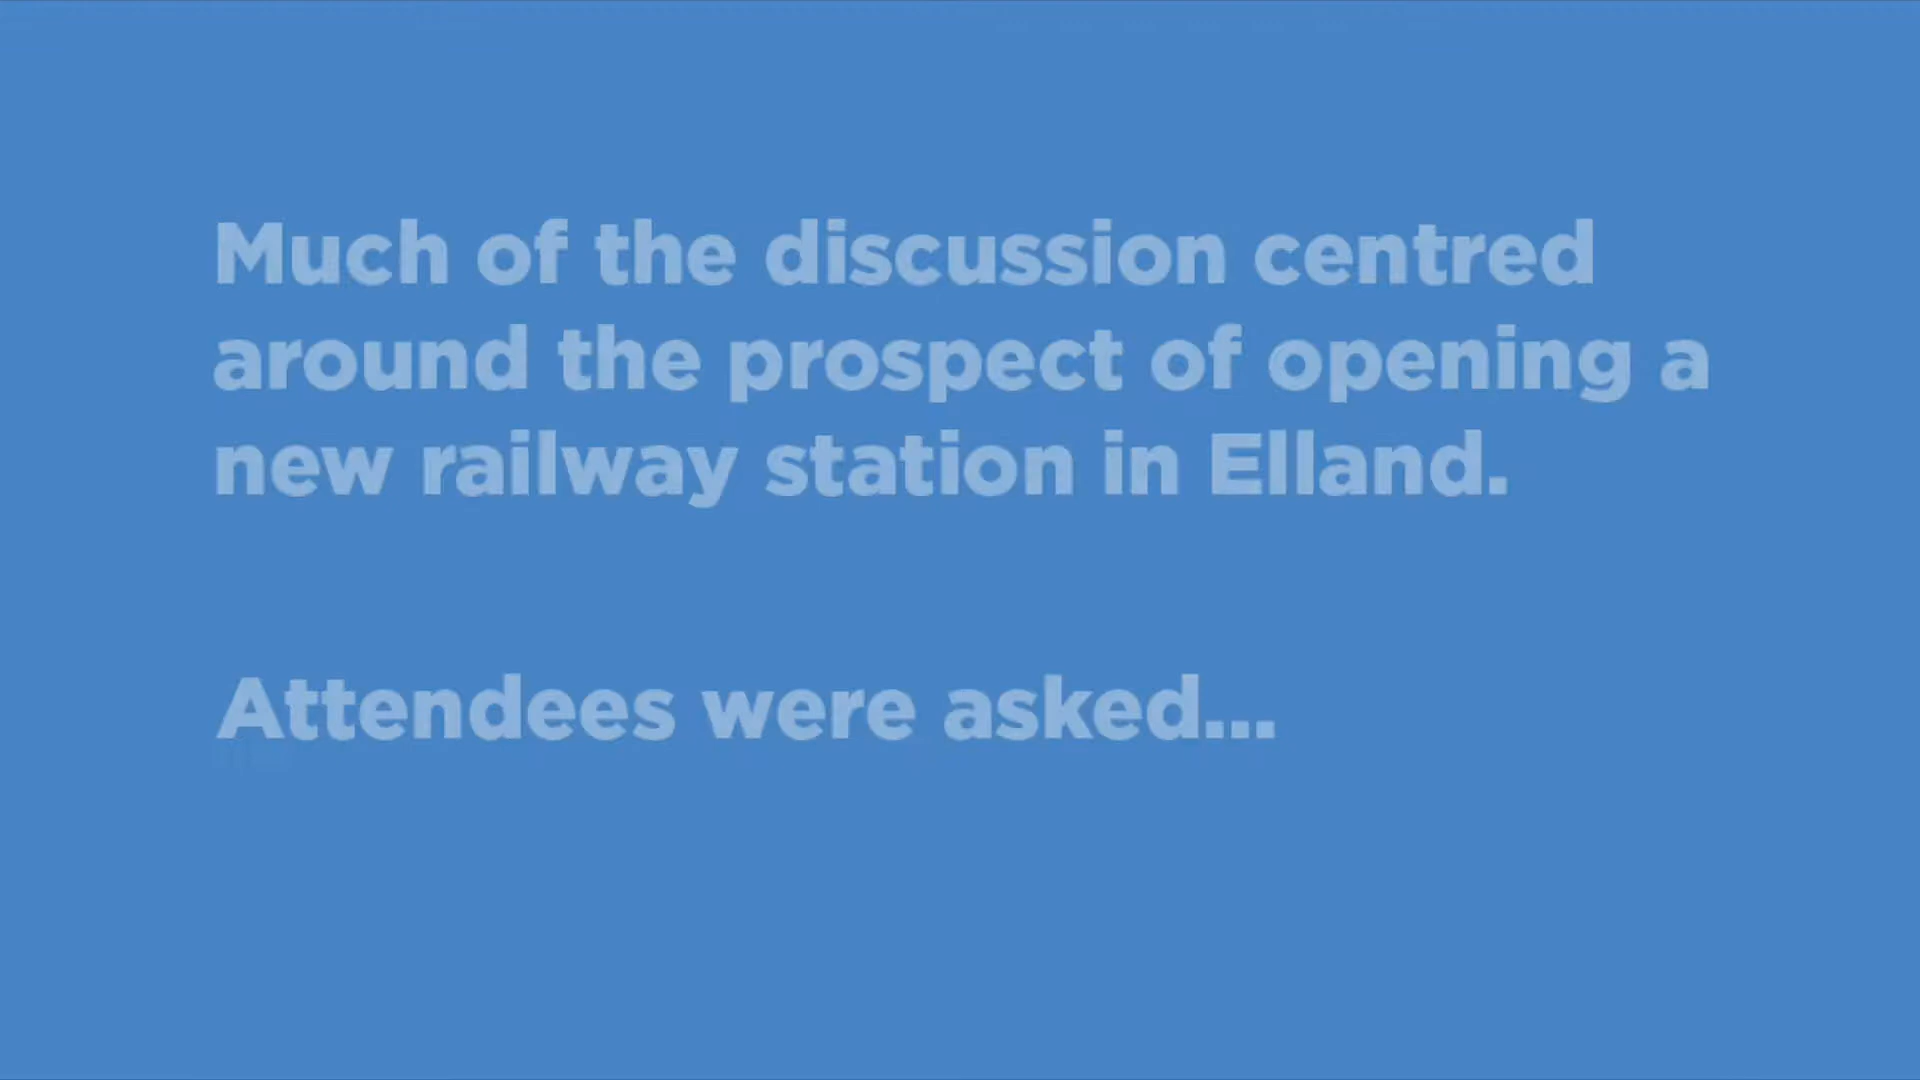 Much of the discussion centred
around the prospect of opening a
new railway station in Elland.
Attendees were asked...